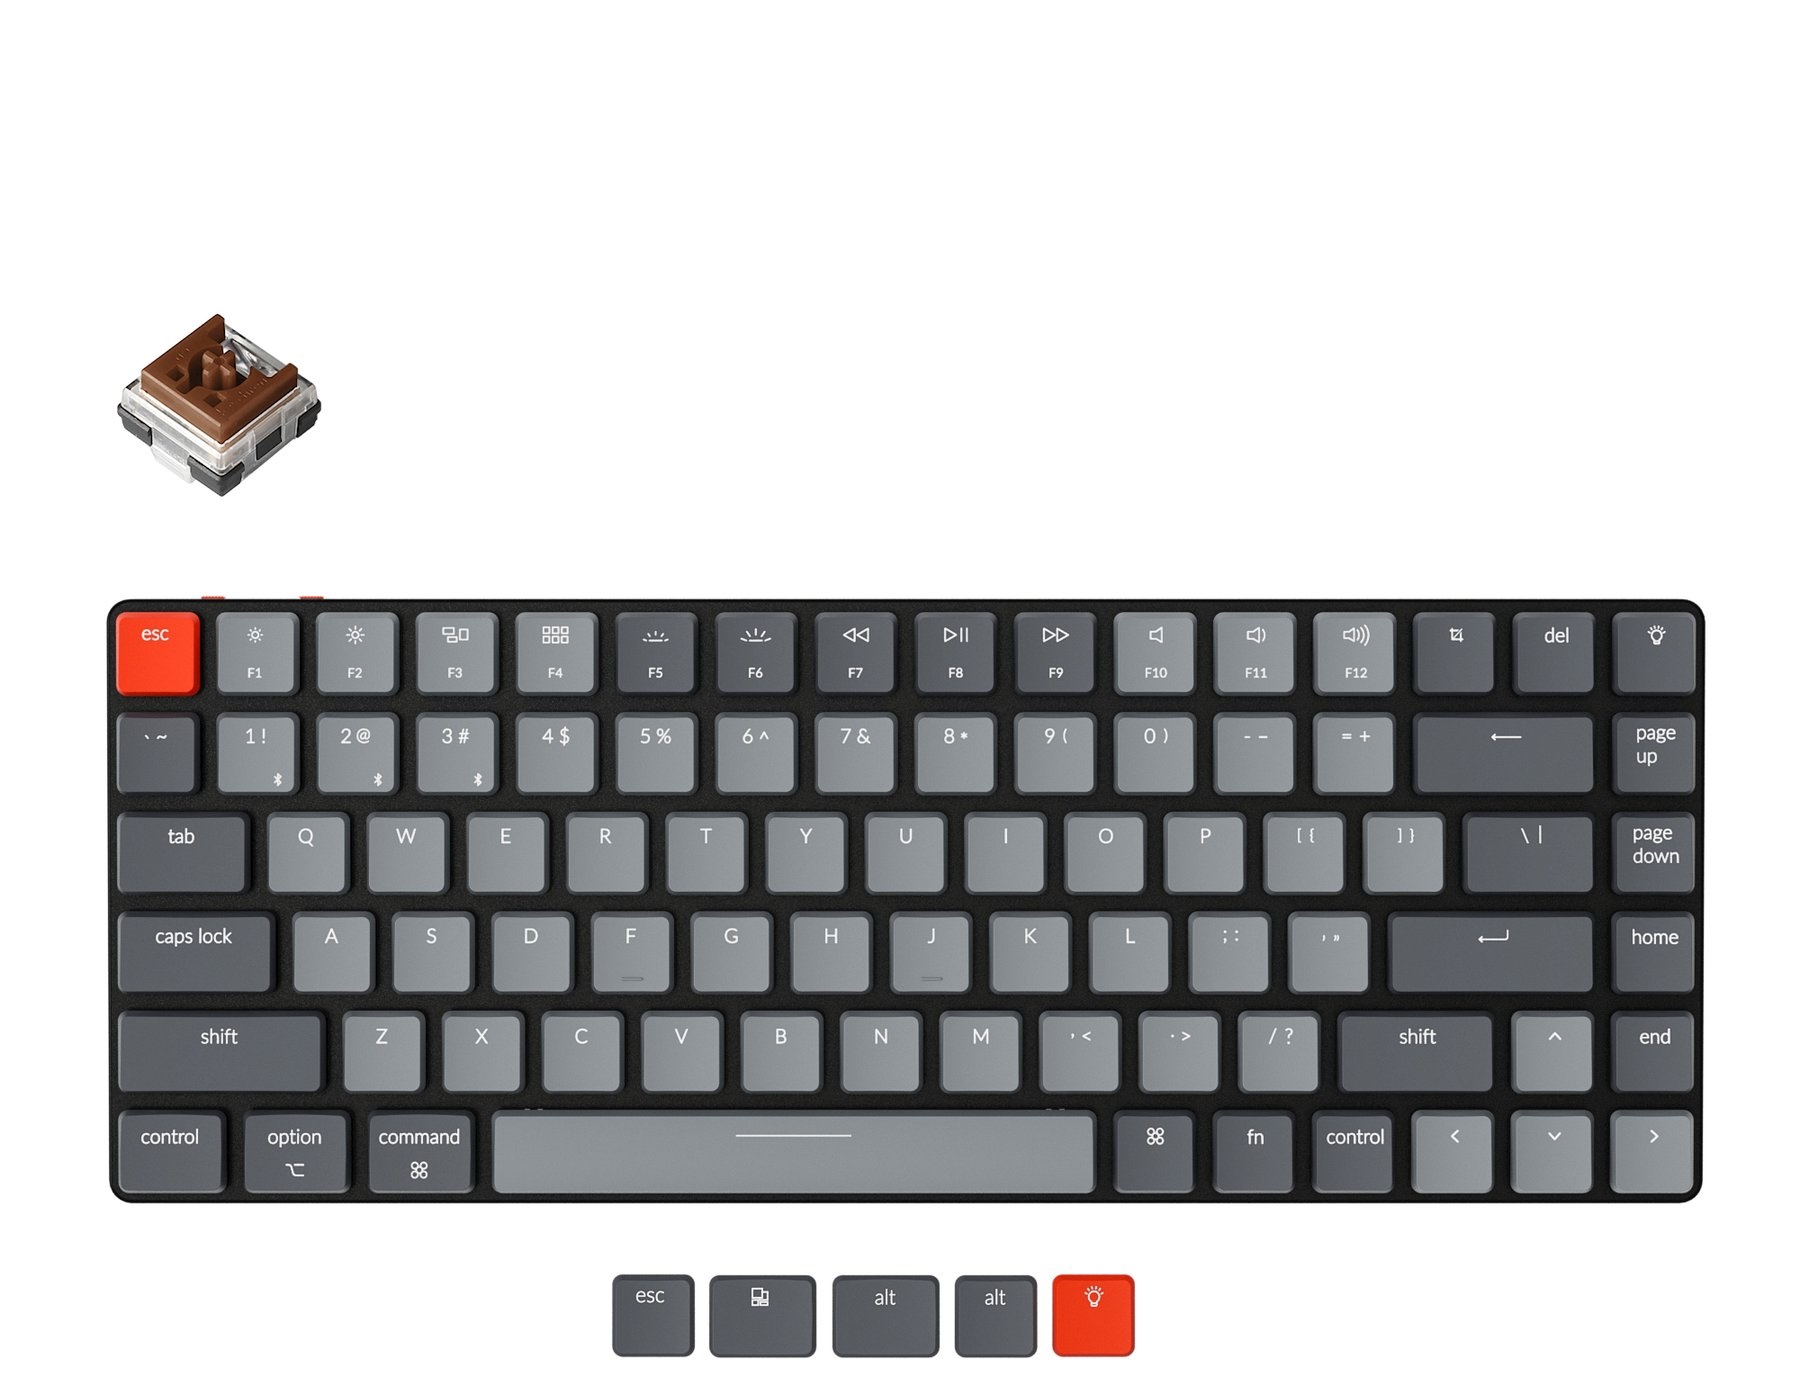 esc
F1 F2 F3 F4 F5 F6 F7 F8 F9 F10 F11 F12 del
` ~ 1 ! 2 @ 3 # 4 $ 5 % 6 ^ 7 & 8 * 9 ( 0 ) - – = + ← page up
tab Q W E R T Y U I O P [ { ] } \ | page down
caps lock A S D F G H J K L ; : ' " home
shift Z X C V B N M , < . > / ? shift ^ end
control option ⌥ command ⌘ ⌘ fn control < ⌄ >
esc alt alt